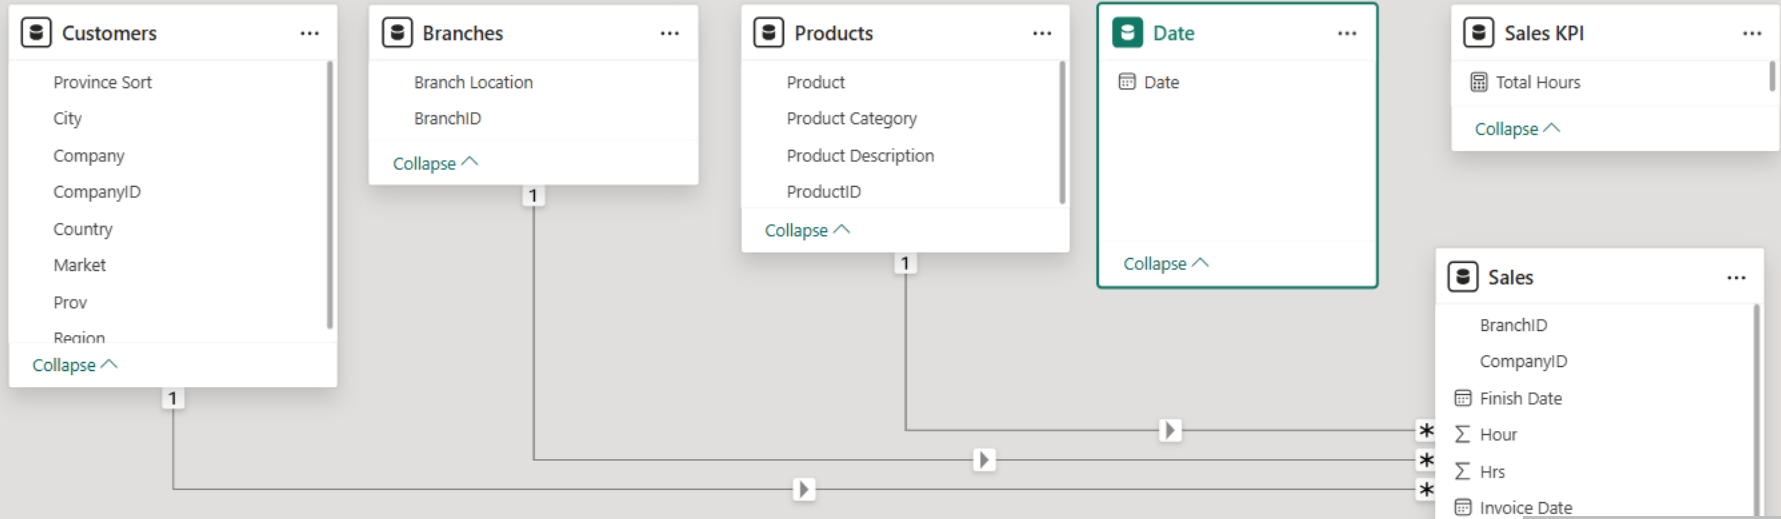 Customers
Province Sort
City
Company
CompanyID
Country
Market
Prov
Region
Collapse
1
Branches
Branch Location
BranchID
Collapse
1
Products
Product
Product Category
Product Description
ProductID
Collapse
1
Date
Date
Collapse
Sales KPI
Total Hours
Collapse
Sales
BranchID
CompanyID
Finish Date
Σ Hour
Σ Hrs
Invoice Date
*
*
*